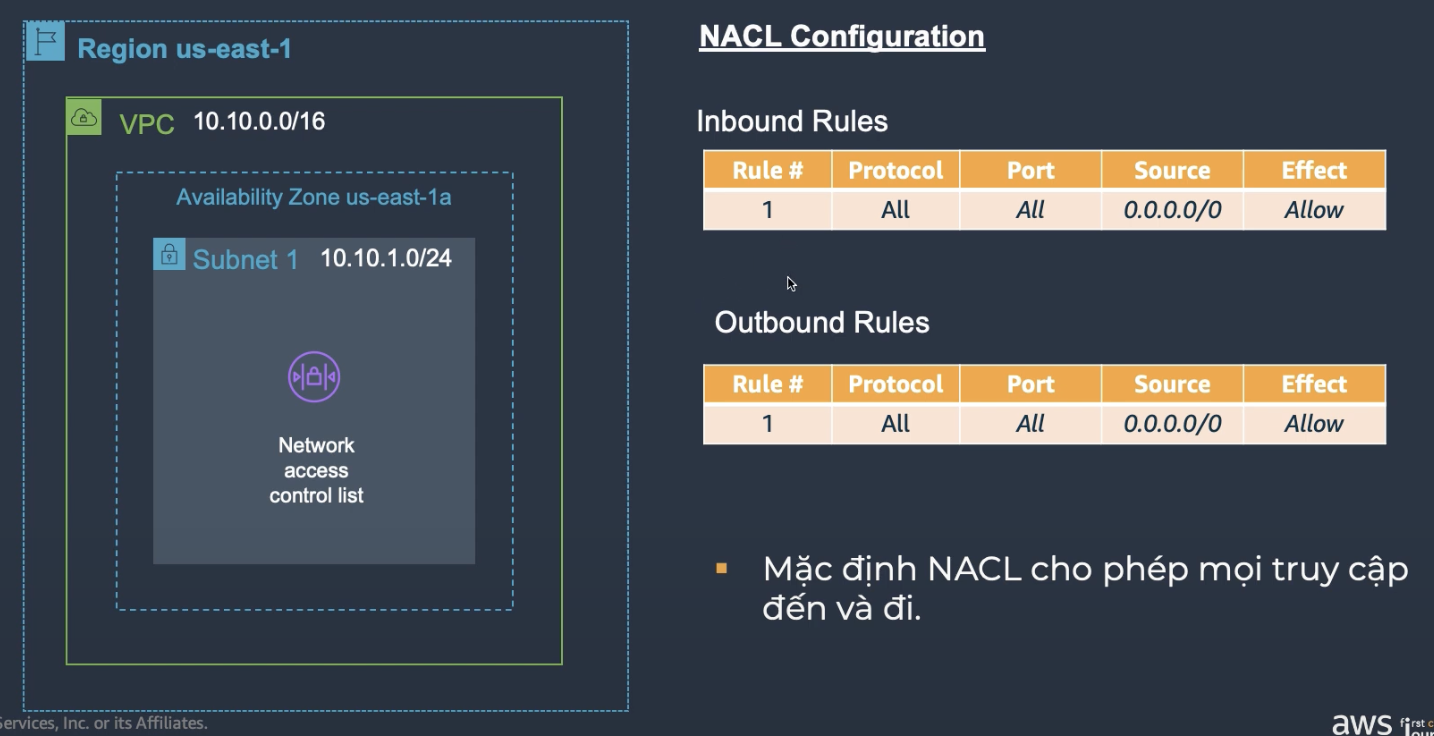 Region us-east-1
VPC 10.10.0.0/16
Availability Zone us-east-1a
Subnet 1 10.10.1.0/24
Network
access
control list
NACL Configuration
Inbound Rules
Rule # Protocol Port Source Effect
1 All All 0.0.0.0/0 Allow
Outbound Rules
Rule # Protocol Port Source Effect
1 All All 0.0.0.0/0 Allow
Mặc định NACL cho phép mọi truy cập
đến và đi.
Services, Inc. or its Affiliates.
aws